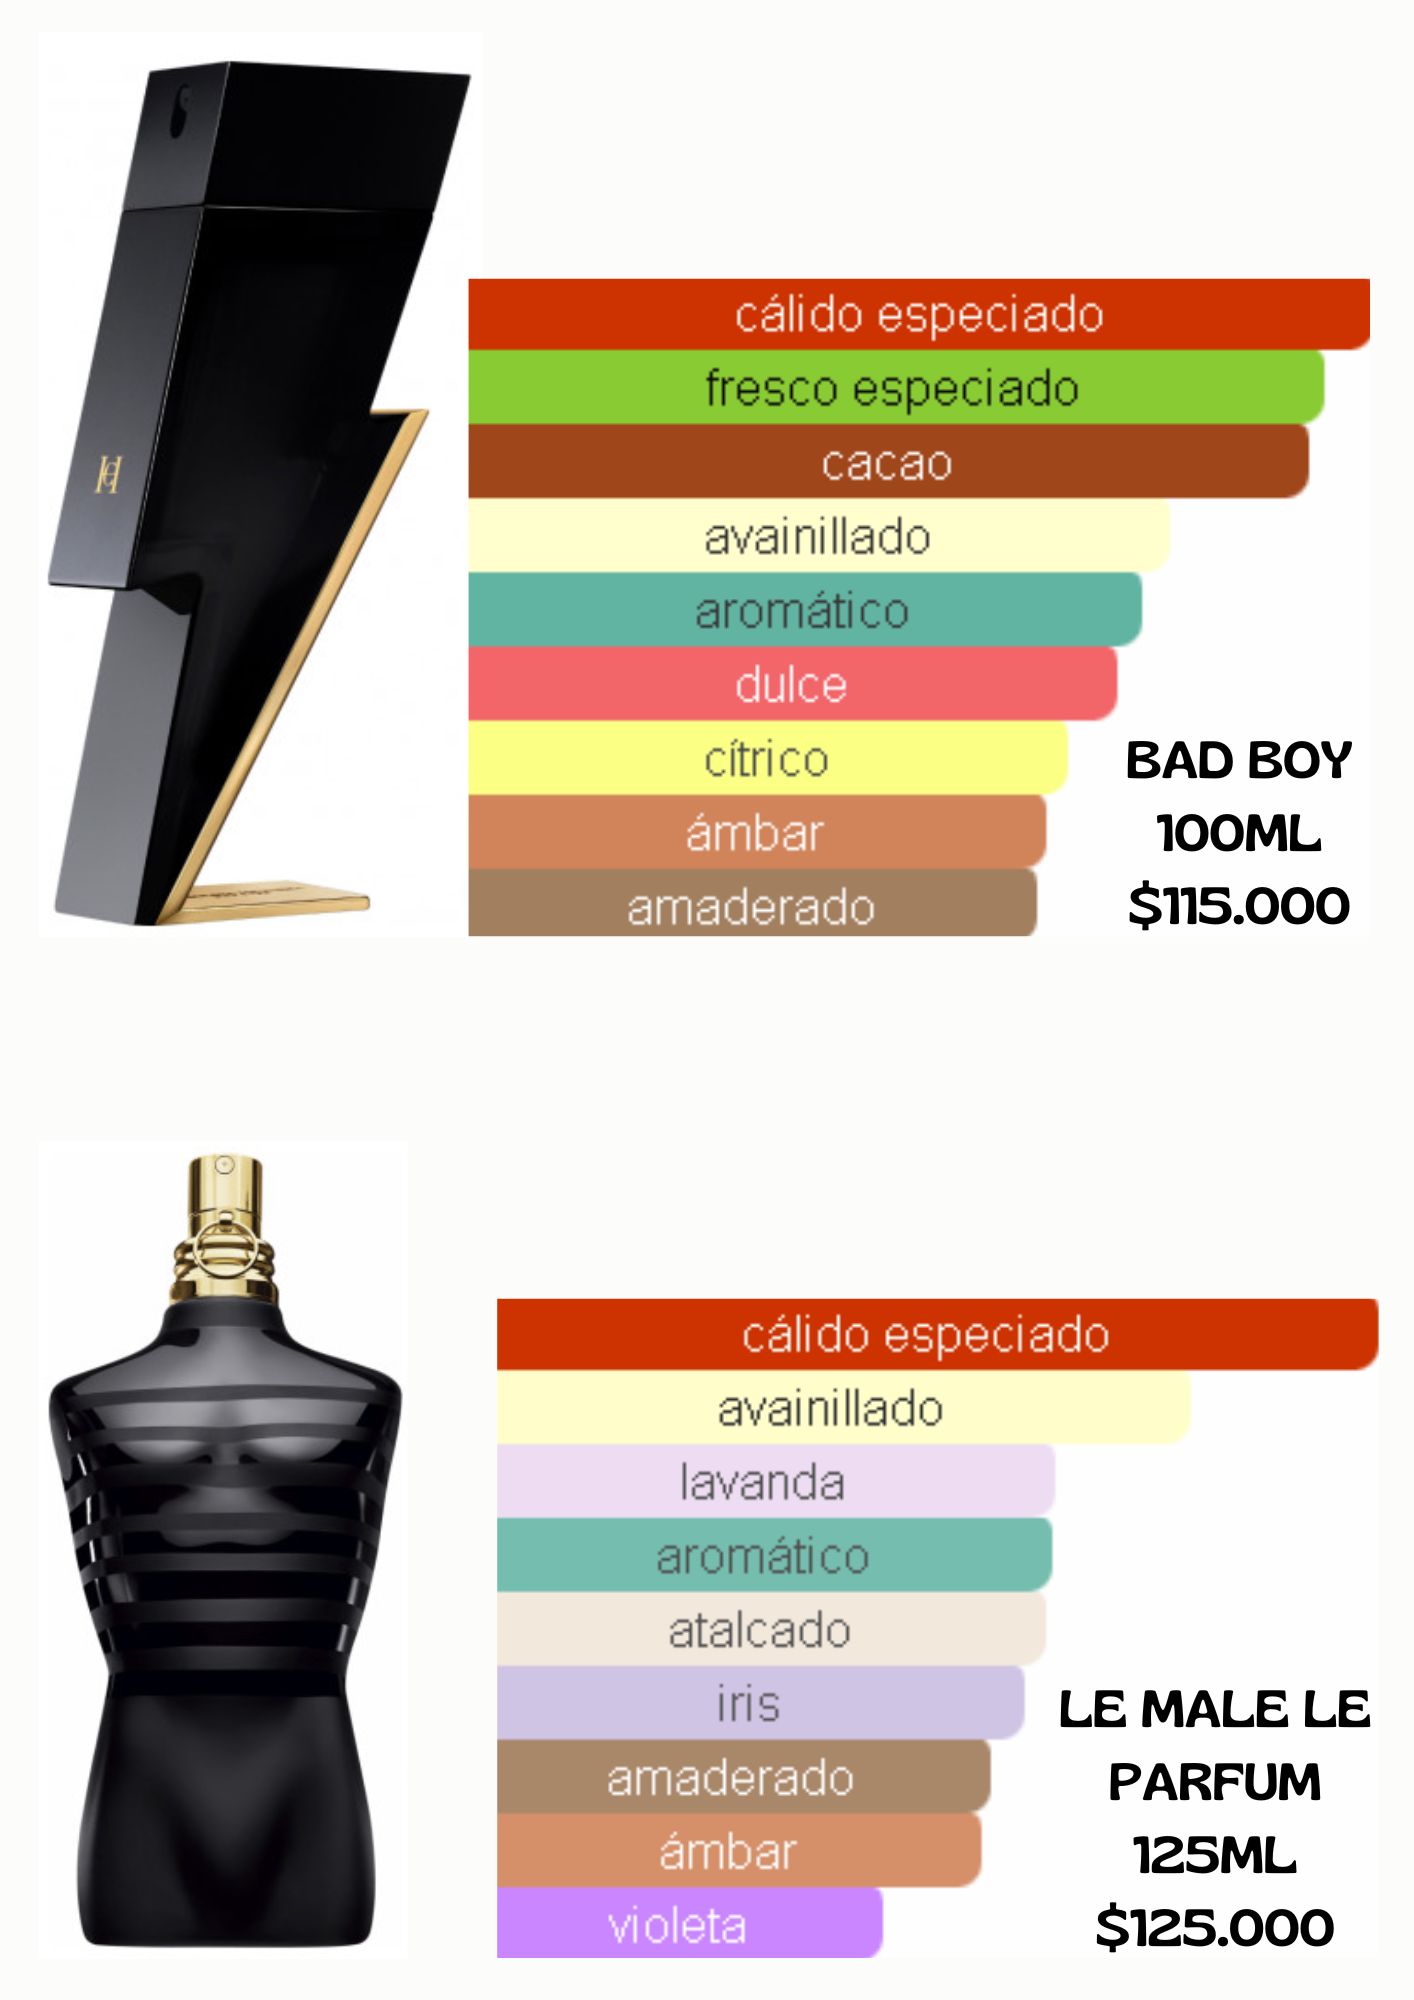 cálido especiado
fresco especiado
cacao
avainillado
aromático
dulce
cítrico
ámbar
amaderado
BAD BOY
100ML
$115.000
CH
cálido especiado
avainillado
lavanda
aromático
atalcado
iris
amaderado
ámbar
violeta
LE MALE LE
PARFUM
125ML
$125.000